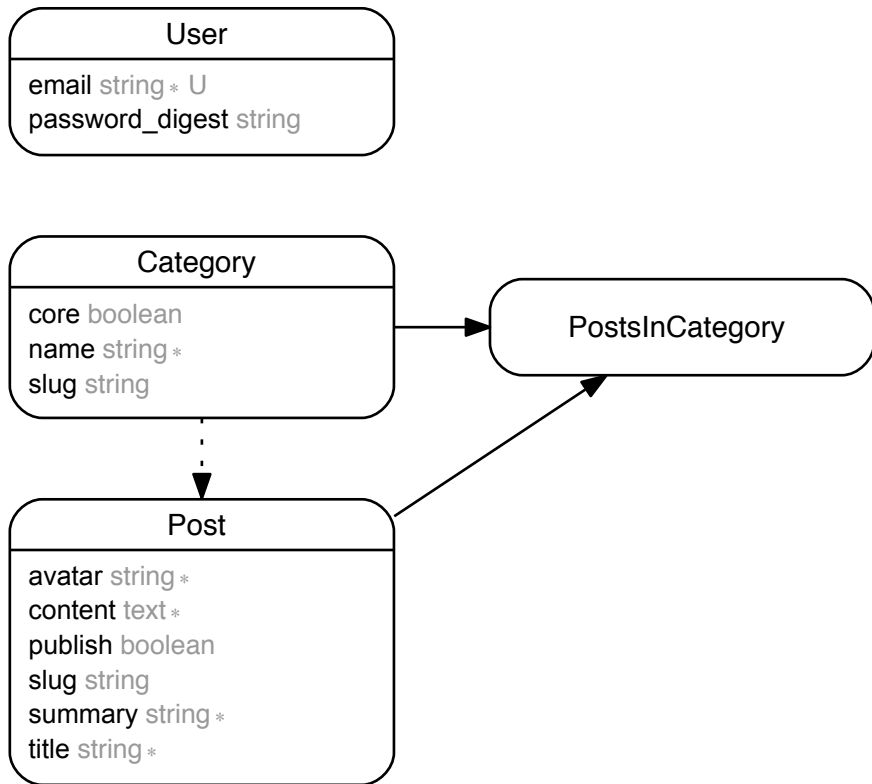 User
email string∗ U
password_digest string
Category
core boolean
name string∗
slug string
PostsInCategory
Post
avatar string∗
content text∗
publish boolean
slug string
summary string∗
title string∗